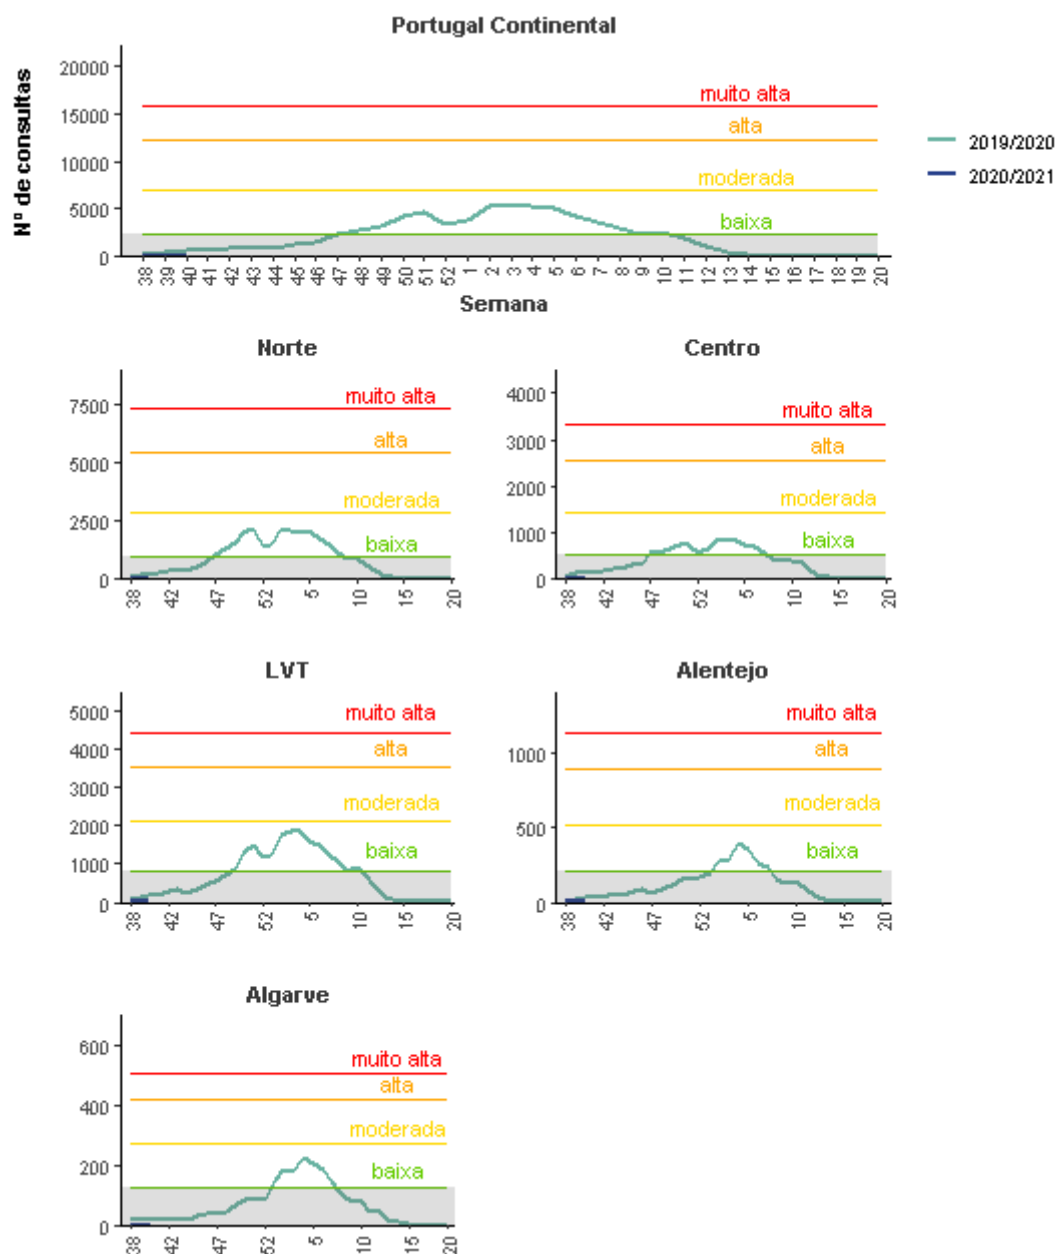 Portugal Continental
Nº de consultas
20000
15000
10000
5000
0
muito alta
alta
moderada
baixa
2019/2020
2020/2021
38 39 40 41 42 43 44 45 46 47 48 49 50 51 52 1 2 3 4 5 6 7 8 9 10 11 12 13 14 15 16 17 18 19 20
Semana
Norte
7500
5000
2500
0
muito alta
alta
moderada
baixa
38 42 47 52 5 10 15 20
Centro
4000
3000
2000
1000
0
muito alta
alta
moderada
baixa
38 42 47 52 5 10 15 20
LVT
5000
4000
3000
2000
1000
0
muito alta
alta
moderada
baixa
38 42 47 52 5 10 15 20
Alentejo
1000
500
0
muito alta
alta
moderada
baixa
38 42 47 52 5 10 15 20
Algarve
600
400
200
0
muito alta
alta
moderada
baixa
38 42 47 52 5 10 15 20